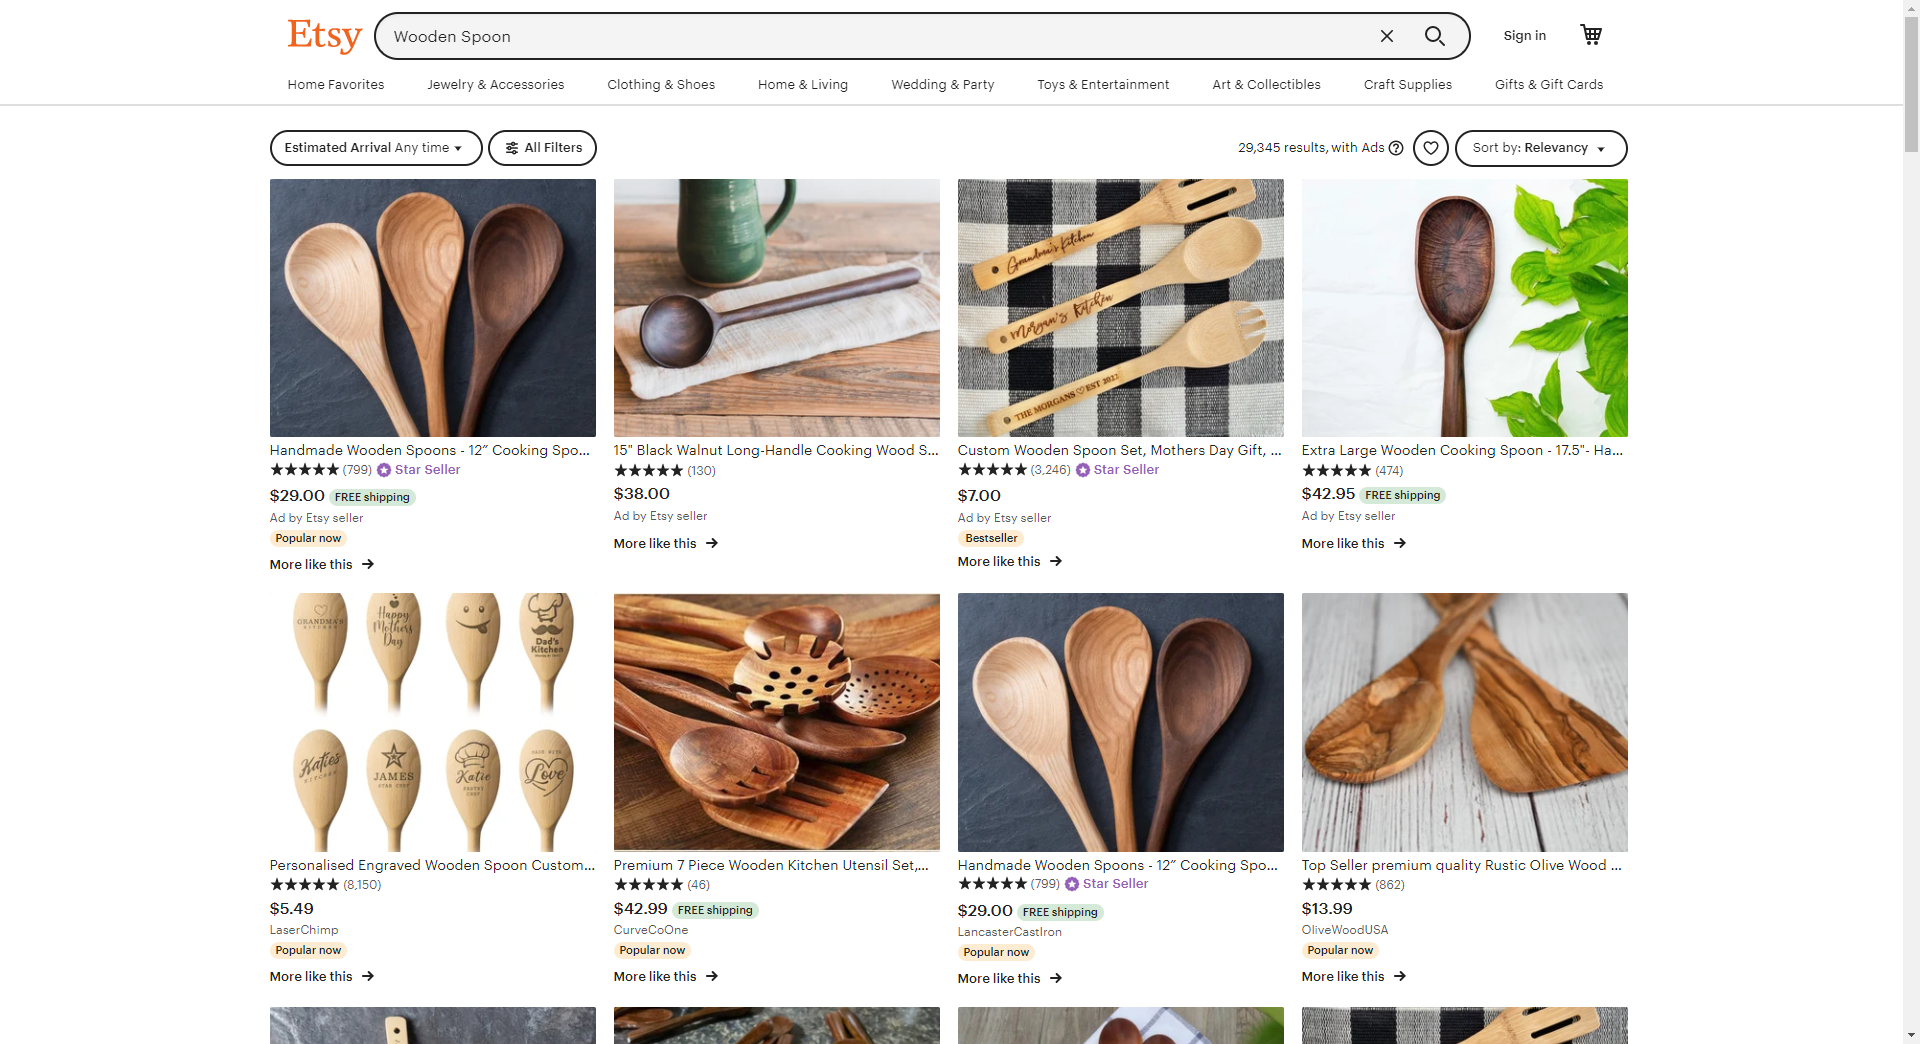 Etsy
Wooden Spoon
Sign in
Home Favorites
Jewelry & Accessories
Clothing & Shoes
Home & Living
Wedding & Party
Toys & Entertainment
Art & Collectibles
Craft Supplies
Gifts & Gift Cards
Estimated Arrival Any time
All Filters
29,345 results, with Ads
Sort by: Relevancy
Grandma's Kitchen
Morgan's Kitchen
THE MORGANS EST 2022
Handmade Wooden Spoons - 12” Cooking Spo...
(799) Star Seller
$29.00 FREE shipping
Ad by Etsy seller
Popular now
More like this
15" Black Walnut Long-Handle Cooking Wood S...
(130)
$38.00
Ad by Etsy seller
More like this
Custom Wooden Spoon Set, Mothers Day Gift, ...
(3,246) Star Seller
$7.00
Ad by Etsy seller
Bestseller
More like this
Extra Large Wooden Cooking Spoon - 17.5"- Ha...
(474)
$42.95 FREE shipping
Ad by Etsy seller
More like this
GRANDMA'S
KITCHEN
Happy
Mothers
Day
Dad's
Kitchen
Katie's
KITCHEN
JAMES
STAR CHEF
Katie
PASTRY
CHEF
MADE WITH
Love
Personalised Engraved Wooden Spoon Custom...
(8,150)
$5.49
LaserChimp
Popular now
More like this
Premium 7 Piece Wooden Kitchen Utensil Set,...
(46)
$42.99 FREE shipping
CurveCoOne
Popular now
More like this
Handmade Wooden Spoons - 12” Cooking Spo...
(799) Star Seller
$29.00 FREE shipping
LancasterCastIron
Popular now
More like this
Top Seller premium quality Rustic Olive Wood ...
(862)
$13.99
OliveWoodUSA
Popular now
More like this